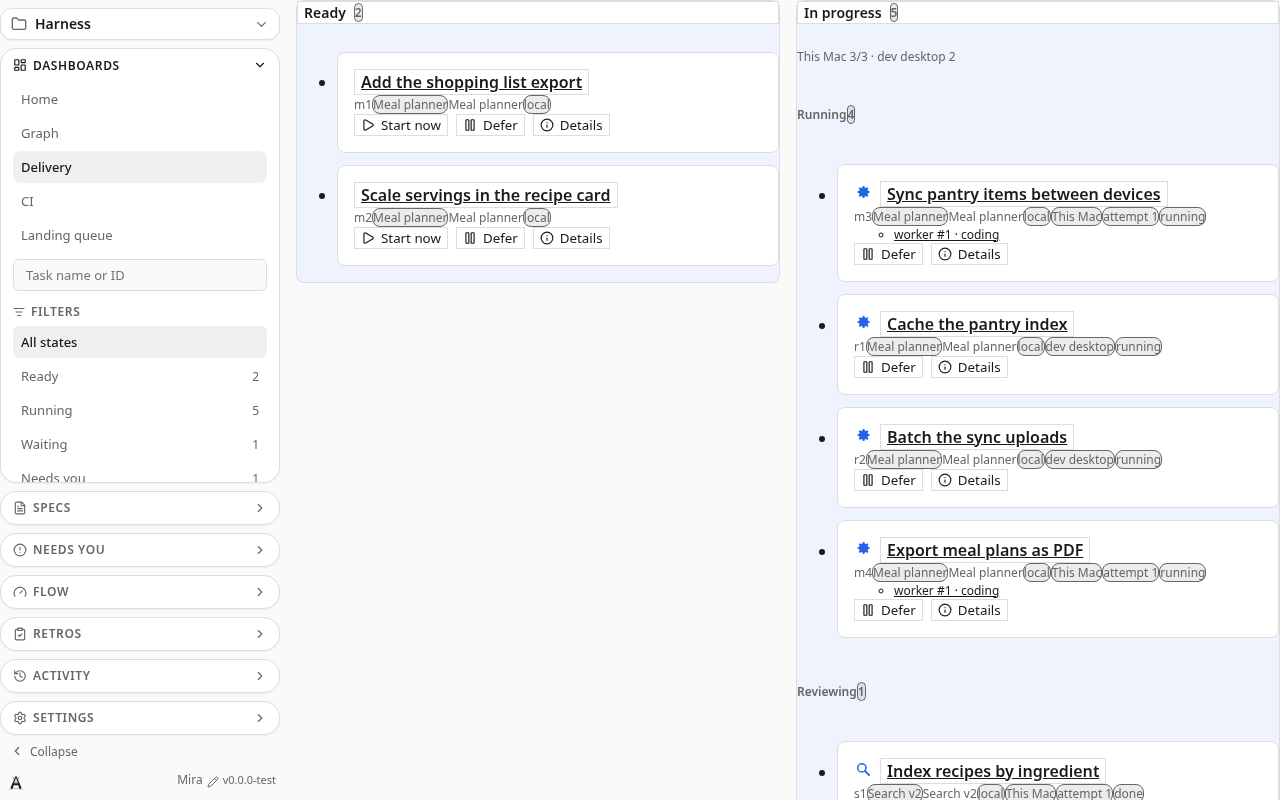 Harness
DASHBOARDS
Home
Graph
Delivery
CI
Landing queue
Task name or ID
FILTERS
All states
Ready 2
Running 5
Waiting 1
Needs you 1
SPECS
NEEDS YOU
FLOW
RETROS
ACTIVITY
SETTINGS
Collapse
Mira v0.0.0-test
Ready 2
Add the shopping list export
m1 Meal planner Meal planner local
Start now Defer Details
Scale servings in the recipe card
m2 Meal planner Meal planner local
Start now Defer Details
In progress 5
This Mac 3/3 · dev desktop 2
Running 4
Sync pantry items between devices
m3 Meal planner Meal planner local This Mac attempt 1 running
worker #1 · coding
Defer Details
Cache the pantry index
r1 Meal planner Meal planner local dev desktop running
Defer Details
Batch the sync uploads
r2 Meal planner Meal planner local dev desktop running
Defer Details
Export meal plans as PDF
m4 Meal planner Meal planner local This Mac attempt 1 running
worker #1 · coding
Defer Details
Reviewing 1
Index recipes by ingredient
s1 Search v2 Search v2 local This Mac attempt 1 done